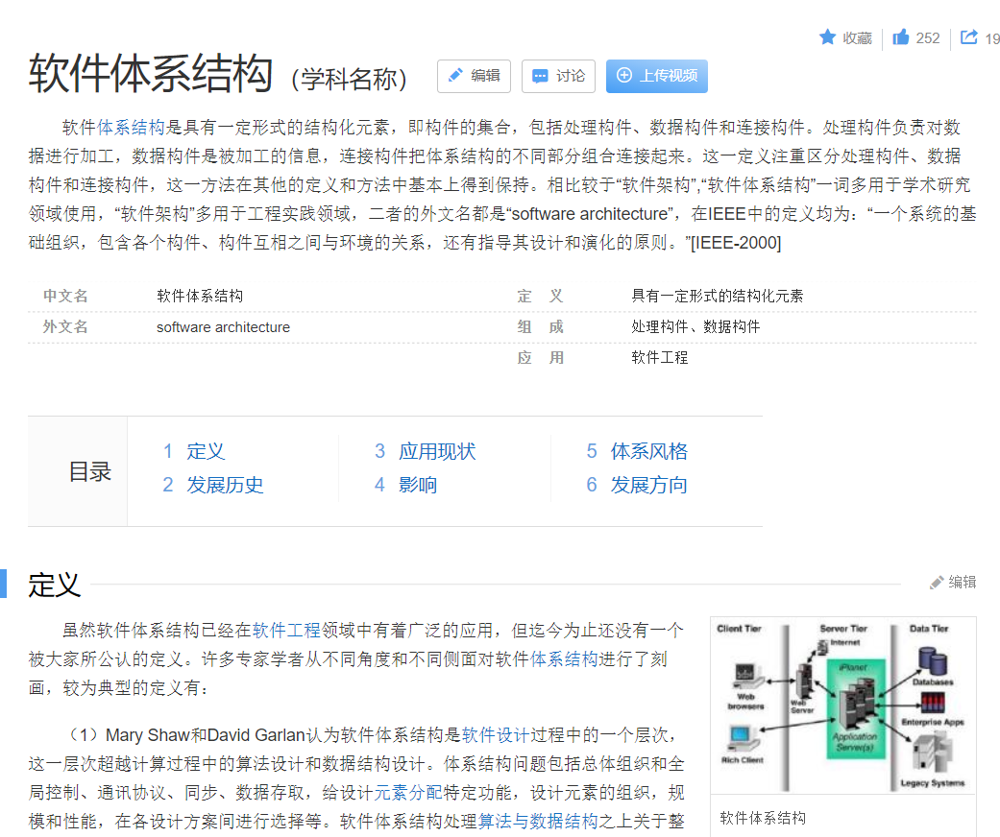 收藏 252 19
软件体系结构（学科名称） 编辑 讨论 上传视频
软件体系结构是具有一定形式的结构化元素，即构件的集合，包括处理构件、数据构件和连接构件。处理构件负责对数
据进行加工，数据构件是被加工的信息，连接构件把体系结构的不同部分组合连接起来。这一定义注重区分处理构件、数据
构件和连接构件，这一方法在其他的定义和方法中基本上得到保持。相比较于“软件架构”,“软件体系结构”一词多用于学术研究
领域使用，“软件架构”多用于工程实践领域，二者的外文名都是“software architecture”，在IEEE中的定义均为：“一个系统的基
础组织，包含各个构件、构件互相之间与环境的关系，还有指导其设计和演化的原则。”[IEEE-2000]
中文名 软件体系结构 定 义 具有一定形式的结构化元素
外文名 software architecture 组 成 处理构件、数据构件
应 用 软件工程
目录
1 定义 3 应用现状 5 体系风格
2 发展历史 4 影响 6 发展方向
定义 编辑
虽然软件体系结构已经在软件工程领域中有着广泛的应用，但迄今为止还没有一个
被大家所公认的定义。许多专家学者从不同角度和不同侧面对软件体系结构进行了刻
画，较为典型的定义有：
（1）Mary Shaw和David Garlan认为软件体系结构是软件设计过程中的一个层次，
这一层次超越计算过程中的算法设计和数据结构设计。体系结构问题包括总体组织和全
局控制、通讯协议、同步、数据存取，给设计元素分配特定功能，设计元素的组织，规
模和性能，在各设计方案间进行选择等。软件体系结构处理算法与数据结构之上关于整
Client Tier Server Tier Data Tier
Internet
iPlanet
Databases
Web
browsers
Web
Server
Enterprise Apps
Application
Server(s)
Rich Client
Legacy Systems
软件体系结构